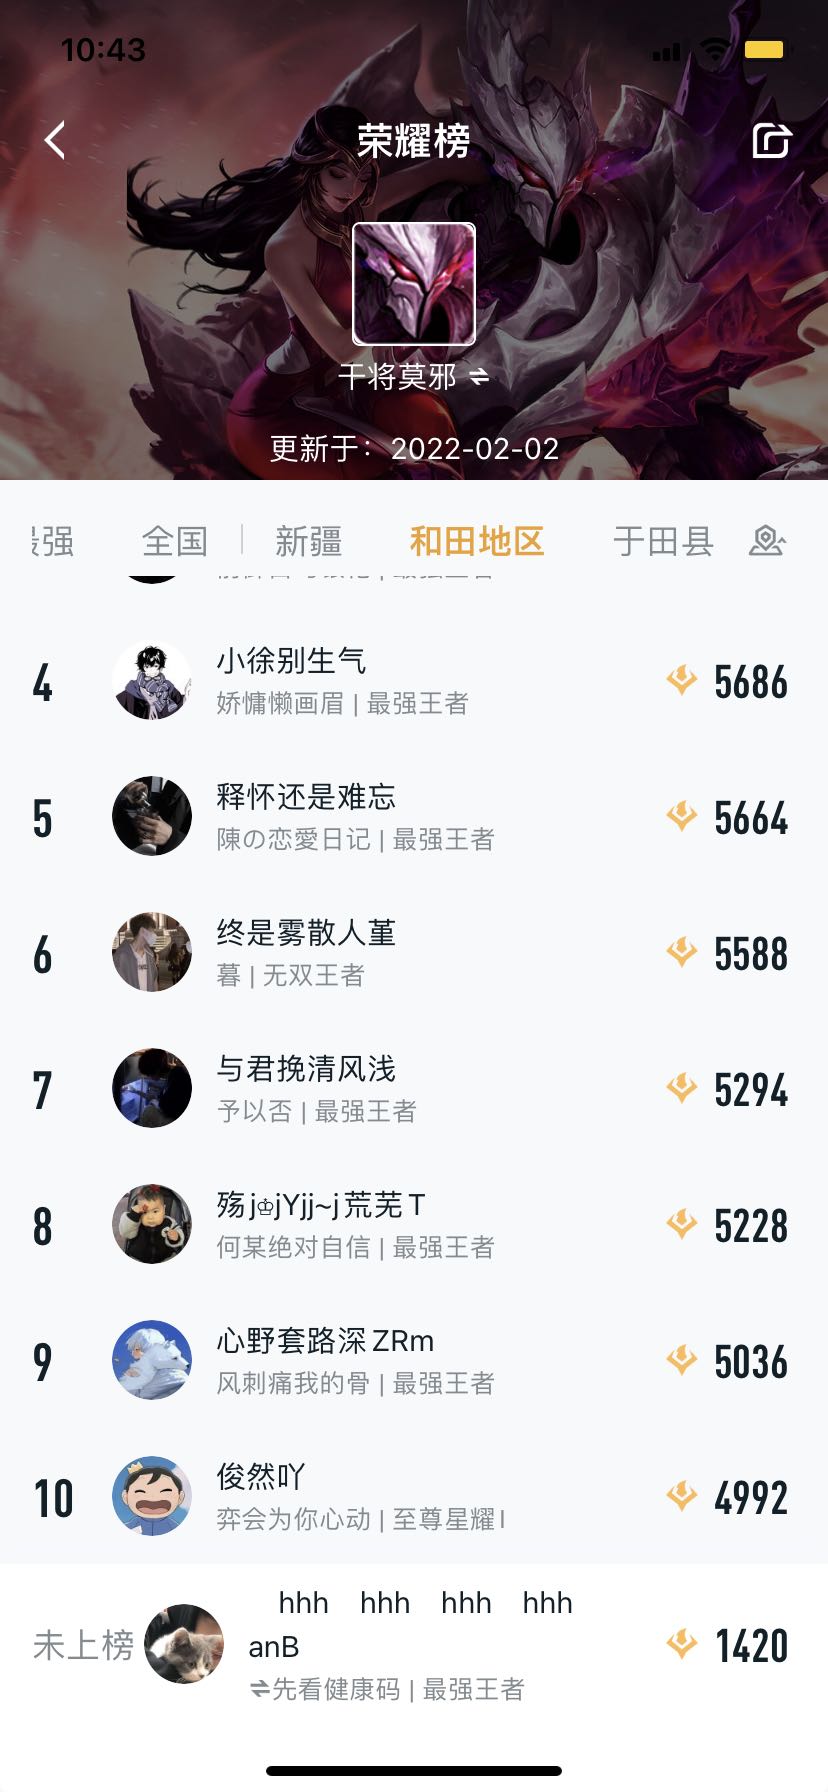 10:43
荣耀榜
干将莫邪
更新于：2022-02-02
强 全国 新疆 和田地区 于田县
4 小徐别生气 5686
娇慵懒画眉 | 最强王者
5 释怀还是难忘 5664
陳の恋愛日记 | 最强王者
6 终是雾散人堇 5588
暮 | 无双王者
7 与君挽清风浅 5294
予以否 | 最强王者
8 殇j♔jYjj~j荒芜T 5228
何某绝对自信 | 最强王者
9 心野套路深ZRm 5036
风刺痛我的骨 | 最强王者
10 俊然吖 4992
弈会为你心动 | 至尊星耀I
未上榜 hhh hhh hhh hhh 1420
anB
⇌先看健康码 | 最强王者